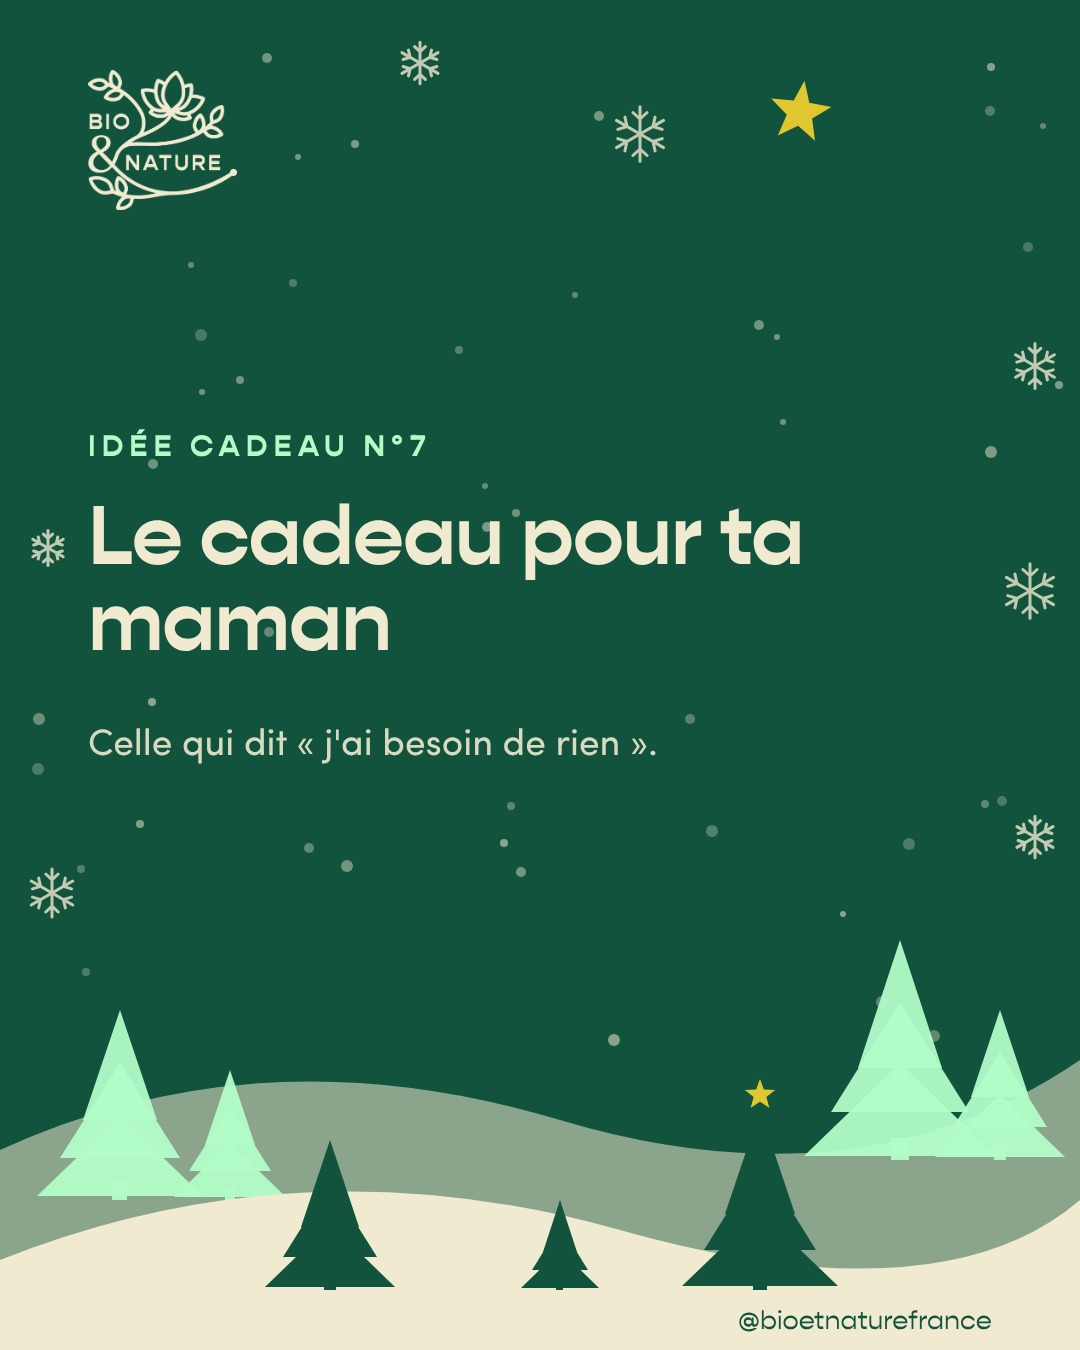 BIO
& NATURE
IDÉE CADEAU N°7
Le cadeau pour ta
maman
Celle qui dit « j'ai besoin de rien ».
@bioetnaturefrance